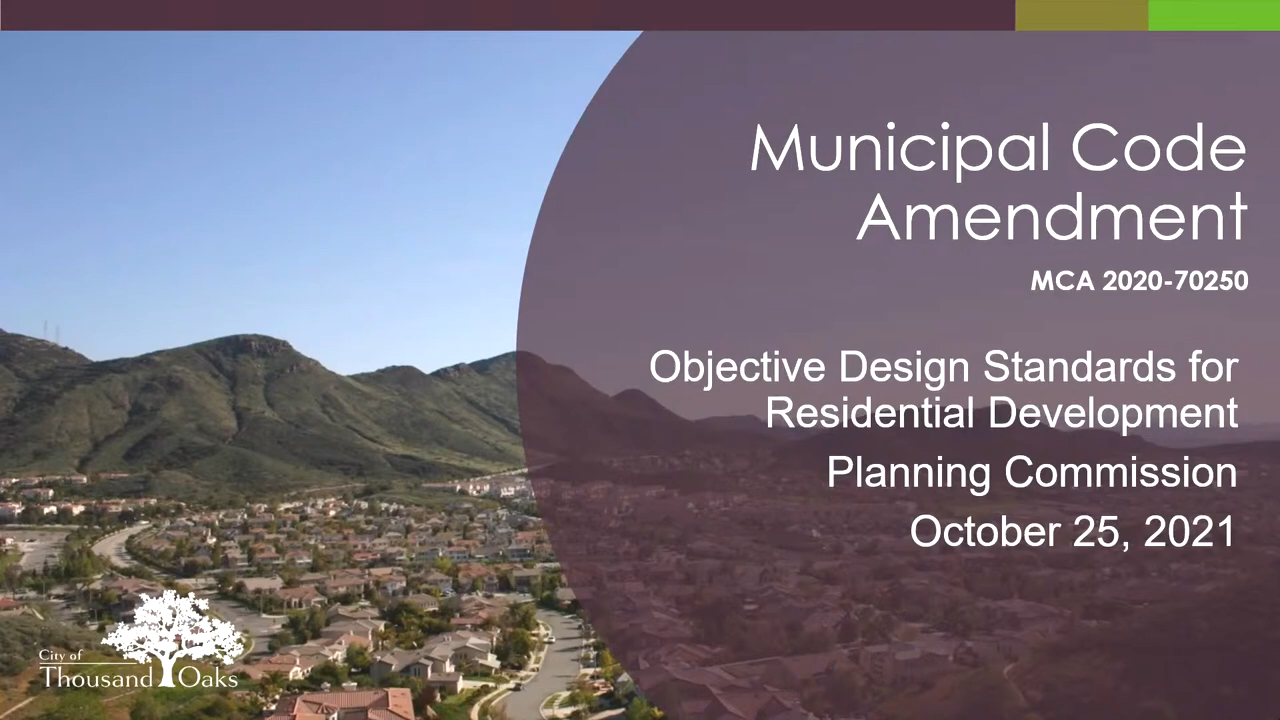 Municipal Code
Amendment
MCA 2020-70250
Objective Design Standards for
Residential Development
Planning Commission
October 25, 2021
City of
Thousand Oaks